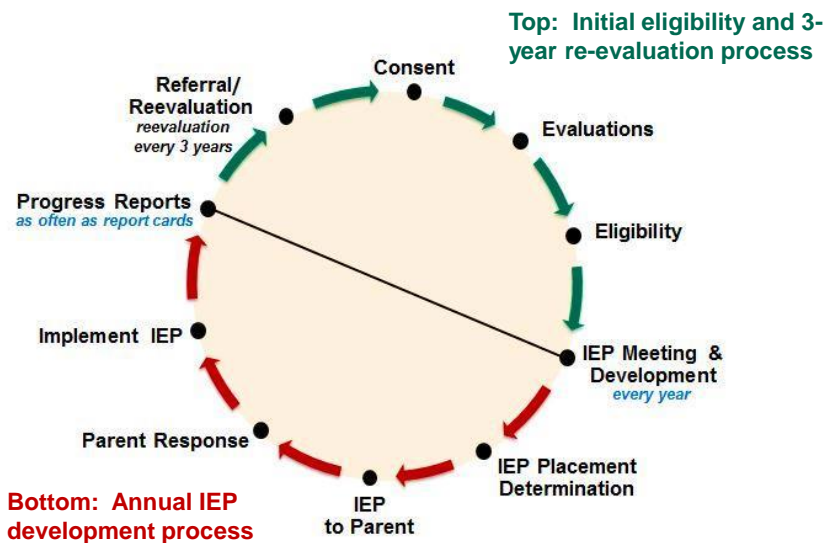 Top: Initial eligibility and 3-
year re-evaluation process
Consent
Referral/
Reevaluation
reevaluation
every 3 years
Evaluations
Progress Reports
as often as report cards
Eligibility
Implement IEP
IEP Meeting &
Development
every year
Parent Response
IEP Placement
Determination
IEP
to Parent
Bottom: Annual IEP
development process